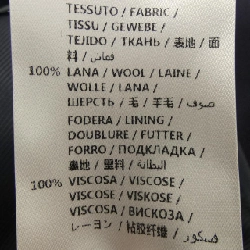 TESSUTO / FABRIC /
TISSU / GEWEBE /
TEJIDO / ТКАНЬ / 表地 / 面
料 / قماش /
100% LANA / WOOL / LAINE /
WOLLE / LANA /
ШЕРСТЬ / 毛 / 羊毛 / صوف /
FODERA / LINING /
DOUBLURE / FUTTER /
FORRO / ПОДКЛАДКА /
裏地 / 里料 / البطانة /
100% VISCOSA / VISCOSE /
VISCOSE / VISKOSE /
VISCOSA / ВИСКОЗА /
レーヨン / 粘胶纤维 /
فسكوز /